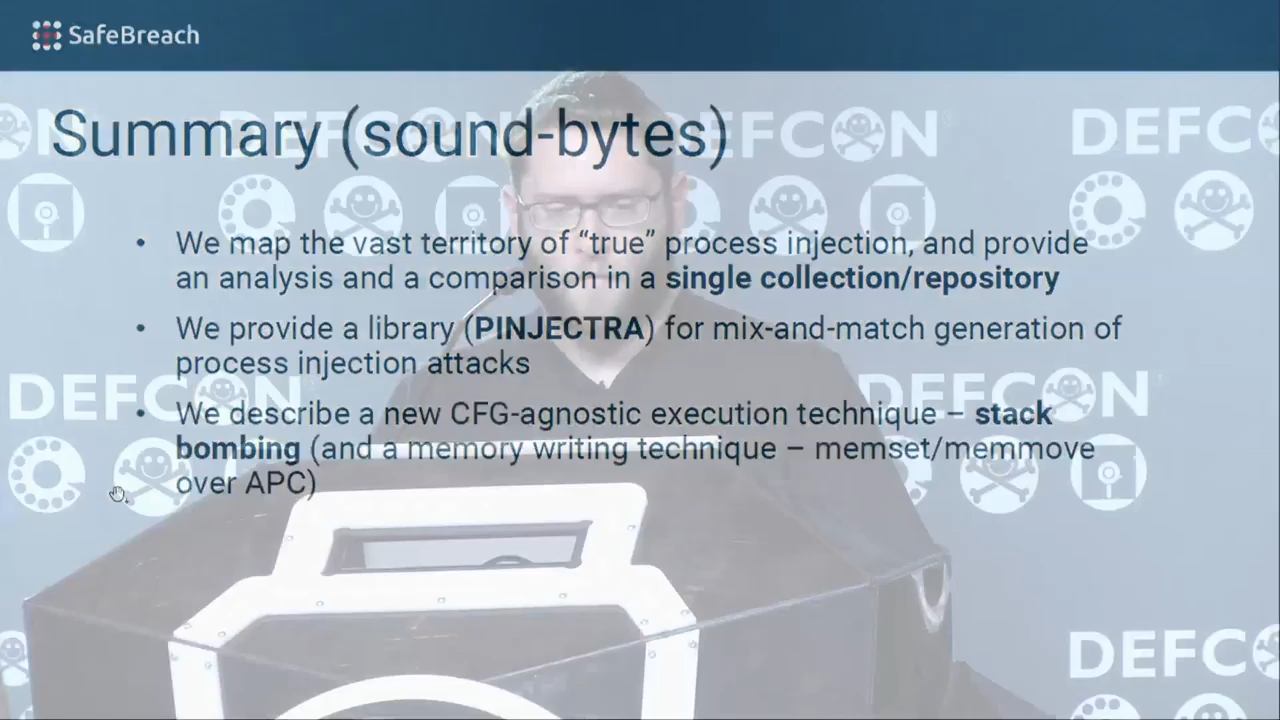 SafeBreach
Summary (sound-bytes)
DEFCON
DEFCON
• We map the vast territory of “true” process injection, and provide
an analysis and a comparison in a single collection/repository
• We provide a library (PINJECTRA) for mix-and-match generation of
process injection attacks
DEFCON
DEFCON
• We describe a new CFG-agnostic execution technique – stack
bombing (and a memory writing technique – memset/memmove
over APC)